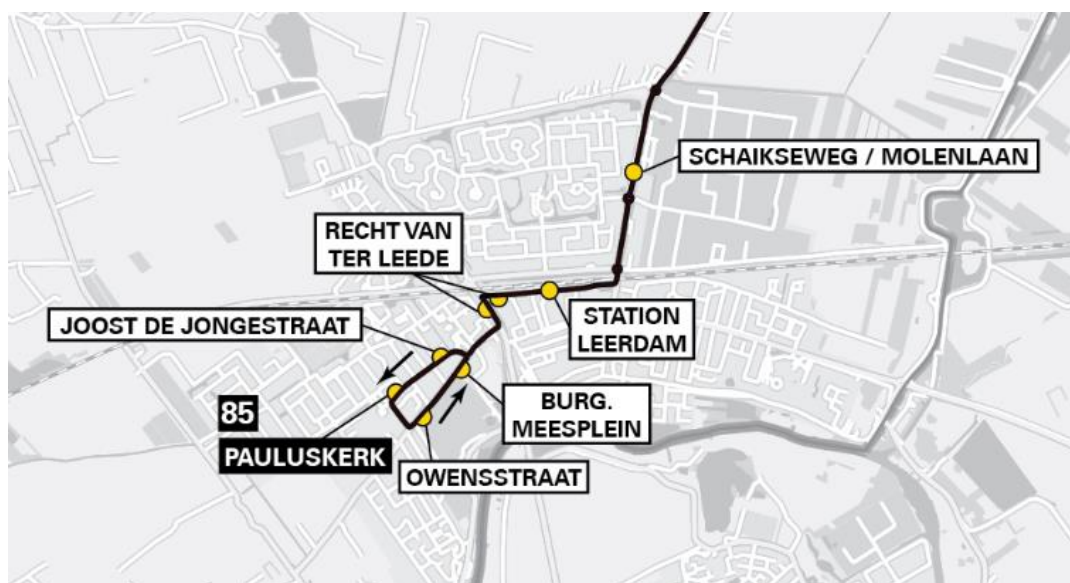 SCHAIKSEWEG / MOLENLAAN
RECHT VAN
TER LEEDE
STATION
LEERDAM
JOOST DE JONGESTRAAT
BURG.
MEESPLEIN
85
PAULUSKERK
OWENSSTRAAT